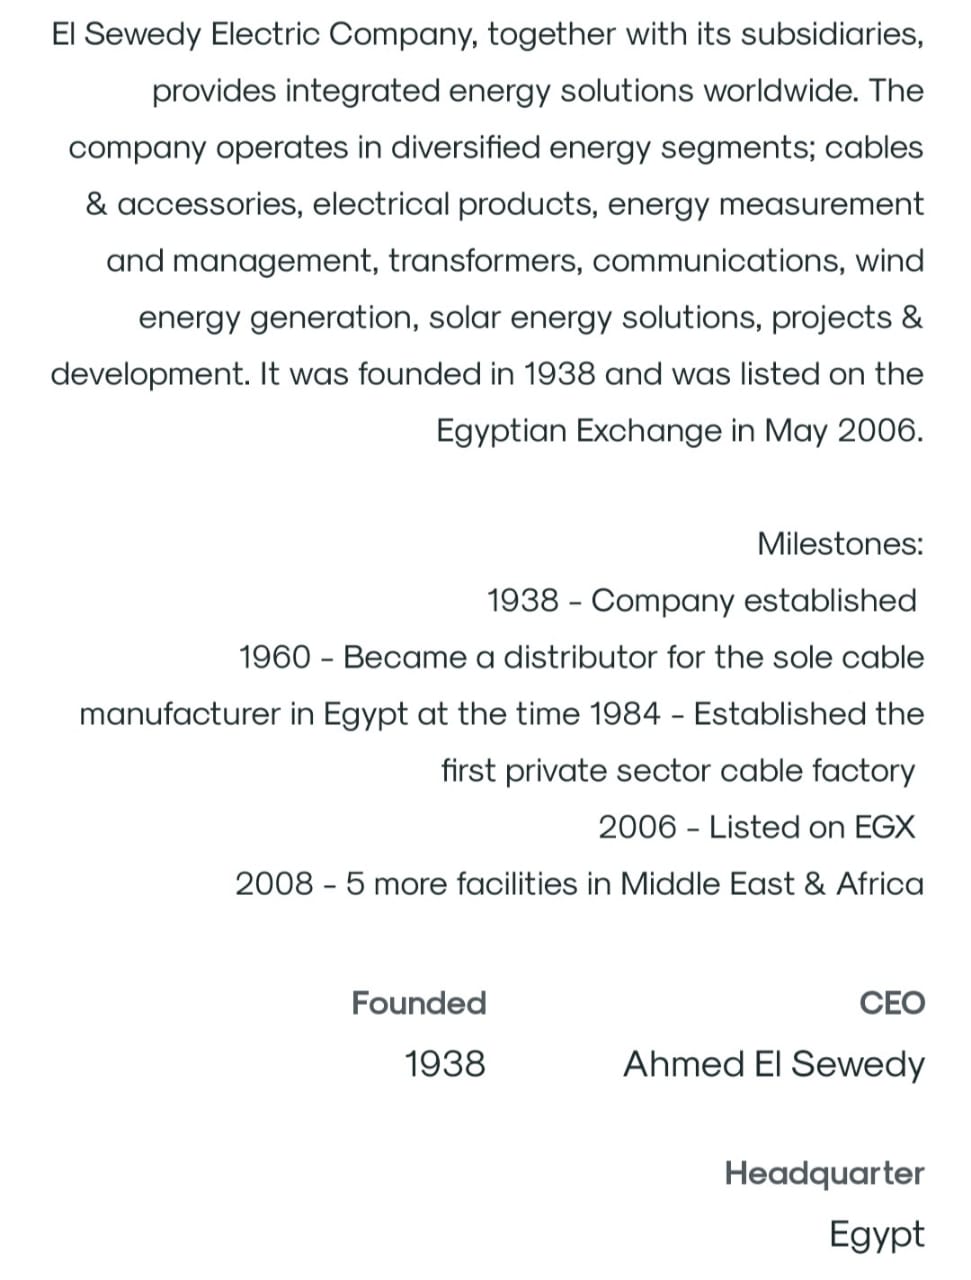 El Sewedy Electric Company, together with its subsidiaries,
provides integrated energy solutions worldwide. The
company operates in diversified energy segments; cables
& accessories, electrical products, energy measurement
and management, transformers, communications, wind
energy generation, solar energy solutions, projects &
development. It was founded in 1938 and was listed on the
Egyptian Exchange in May 2006.
Milestones:
1938 - Company established
1960 - Became a distributor for the sole cable
manufacturer in Egypt at the time 1984 - Established the
first private sector cable factory
2006 - Listed on EGX
2008 - 5 more facilities in Middle East & Africa
Founded CEO
1938 Ahmed El Sewedy
Headquarter
Egypt